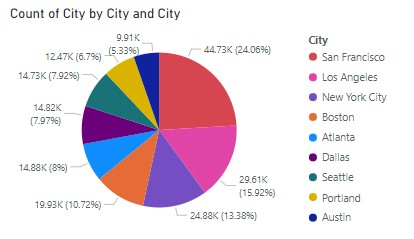 Count of City by City and City
9.91K
(5.33%)
44.73K (24.06%)
12.47K (6.7%)
14.73K (7.92%)
14.82K
(7.97%)
14.88K (8%)
19.93K (10.72%)
24.88K (13.38%)
29.61K
(15.92%)
City
San Francisco
Los Angeles
New York City
Boston
Atlanta
Dallas
Seattle
Portland
Austin